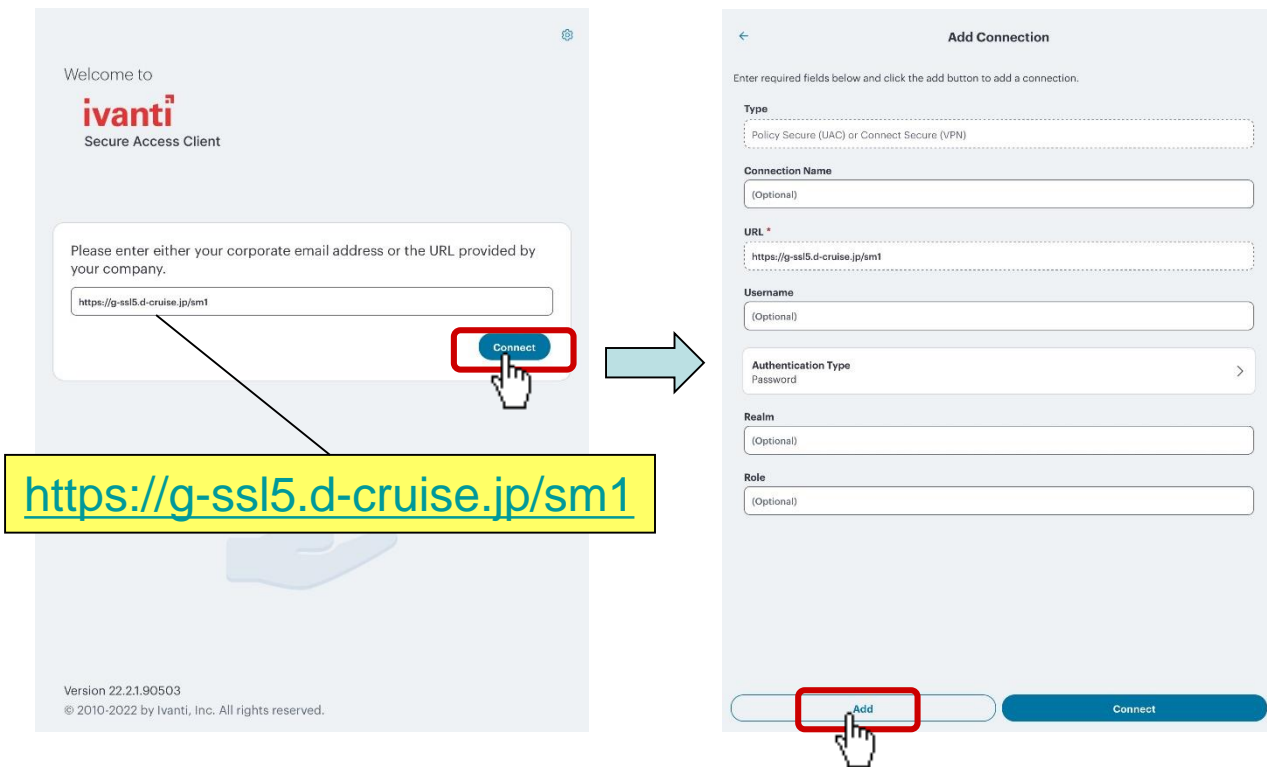 Welcome to
ivanti
Secure Access Client
Please enter either your corporate email address or the URL provided by
your company.
https://g-ssl5.d-cruise.jp/sm1
Connect
https://g-ssl5.d-cruise.jp/sm1
Version 22.2.1.90503
© 2010-2022 by Ivanti, Inc. All rights reserved.
Add Connection
Enter required fields below and click the add button to add a connection.
Type
Policy Secure (UAC) or Connect Secure (VPN)
Connection Name
(Optional)
URL *
https://g-ssl5.d-cruise.jp/sm1
Username
(Optional)
Authentication Type
Password
Realm
(Optional)
Role
(Optional)
Add
Connect